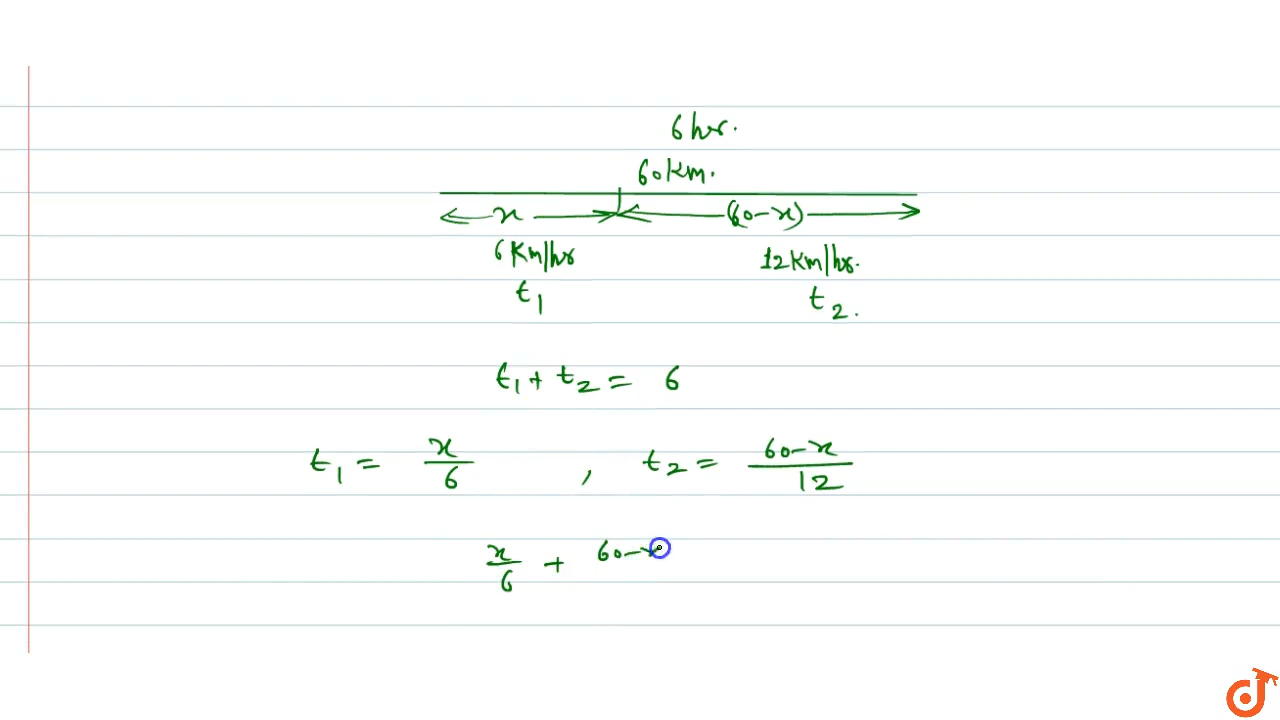 6 hr.
60 Km.
x (60-x)
6 Km/hr 12 Km/hr.
t1 t2.
t1 + t2 = 6
t1 = x/6 , t2 = 60-x/12
x/6 + 60-x